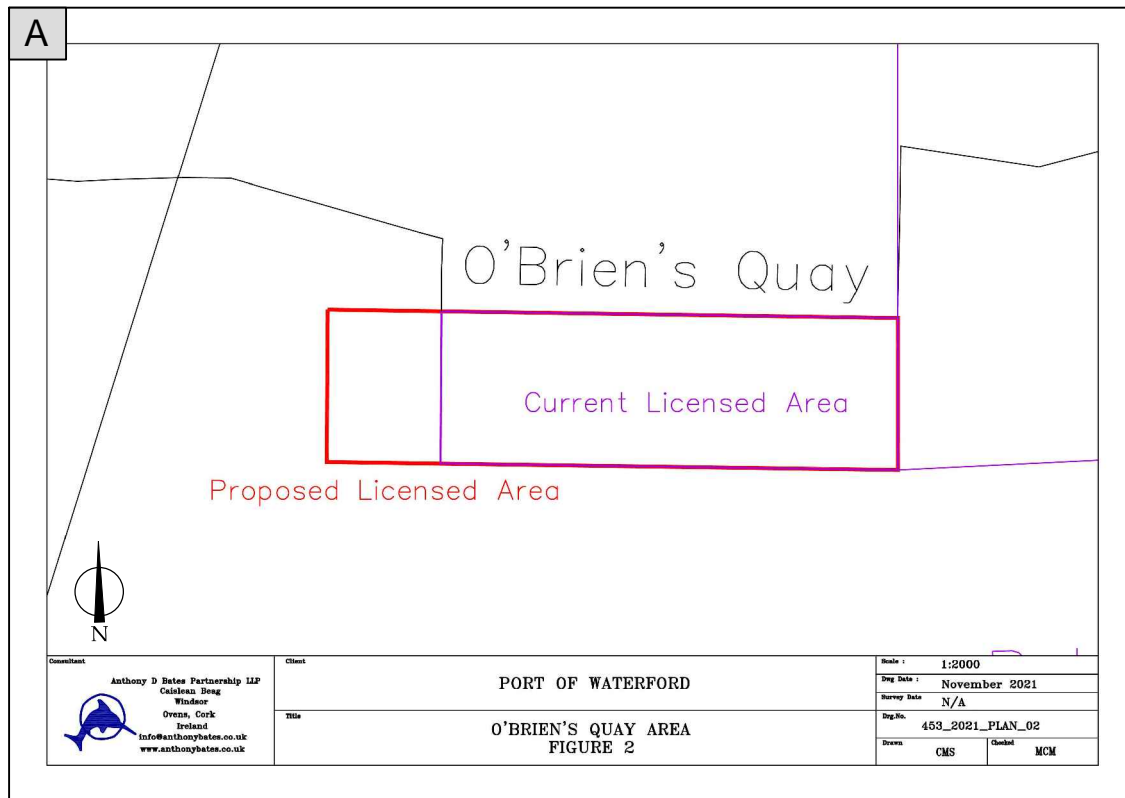 A
O'Brien's Quay
Current Licensed Area
Proposed Licensed Area
N
Consultant
Anthony D Bates Partnership LLP
Caislean Beag
Windsor
Ovens, Cork
Ireland
info@anthonybates.co.uk
www.anthonybates.co.uk
Client
PORT OF WATERFORD
Title
O'BRIEN'S QUAY AREA
FIGURE 2
Scale : 1:2000
Dwg Date : November 2021
Survey Date N/A
Drg.No. 453_2021_PLAN_02
Drawn CMS Checked MCM